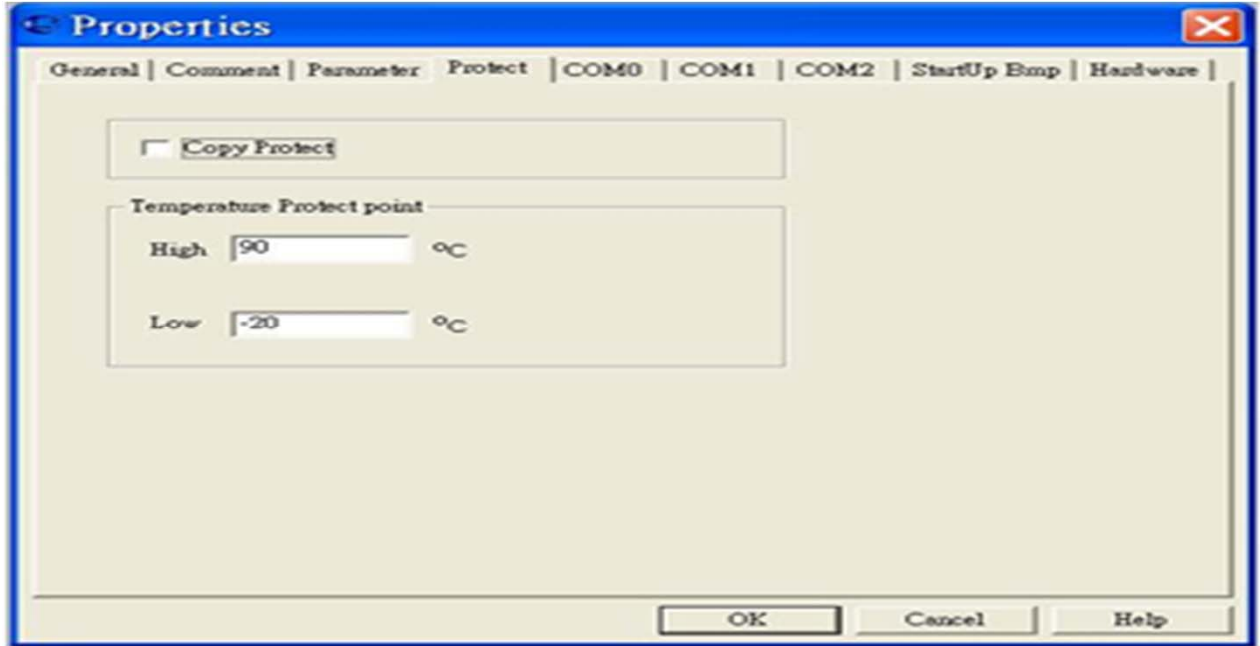 Properties
General | Comment | Parameter Protect | COM0 | COM1 | COM2 | StartUp Bmp | Hardware |
Copy Protect
Temperature Protect point
High 90 °C
Low -20 °C
OK Cancel Help